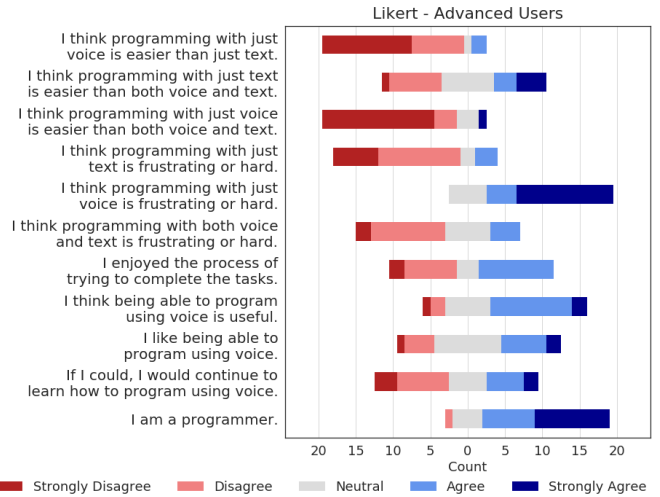 Likert - Advanced Users
I think programming with just
voice is easier than just text.
I think programming with just text
is easier than both voice and text.
I think programming with just voice
is easier than both voice and text.
I think programming with just
text is frustrating or hard.
I think programming with just
voice is frustrating or hard.
I think programming with both voice
and text is frustrating or hard.
I enjoyed the process of
trying to complete the tasks.
I think being able to program
using voice is useful.
I like being able to
program using voice.
If I could, I would continue to
learn how to program using voice.
I am a programmer.
20 15 10 5 0 5 10 15 20
Count
Strongly Disagree Disagree Neutral Agree Strongly Agree